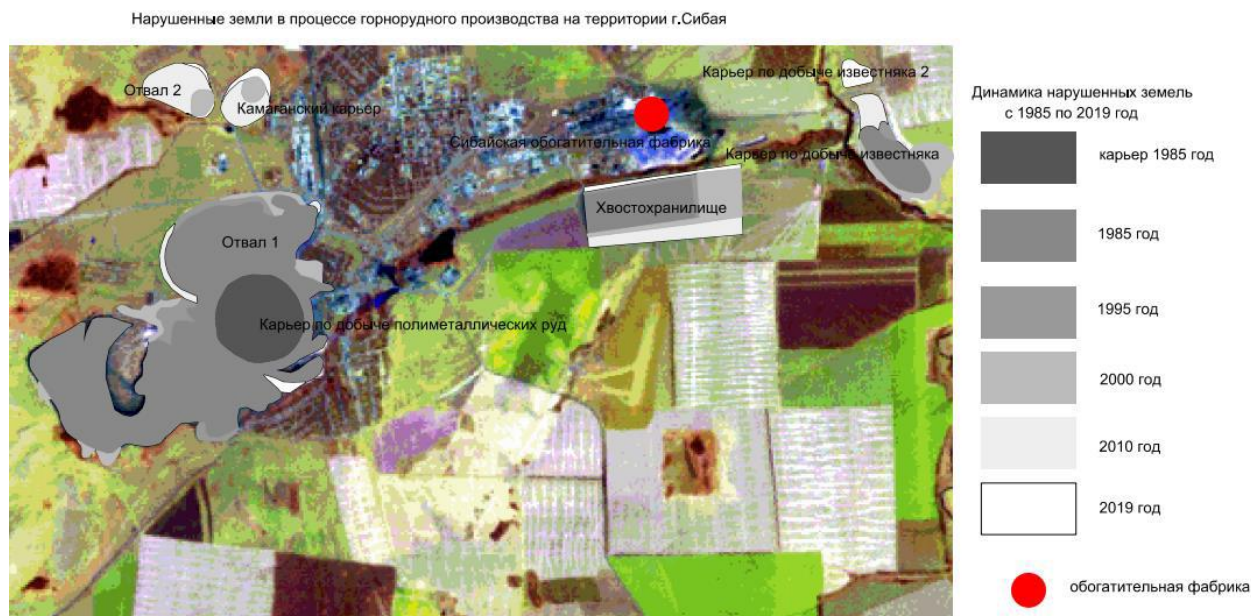 Нарушенные земли в процессе горнорудного производства на территории г.Сибая
Отвал 2
Камаганский карьер
Карьер по добыче известняка 2
Сибайская обогатительная фабрика
Карьер по добыче известняка
Хвостохранилище
Отвал 1
Карьер по добыче полиметаллических руд
Динамика нарушенных земель
с 1985 по 2019 год
карьер 1985 год
1985 год
1995 год
2000 год
2010 год
2019 год
обогатительная фабрика